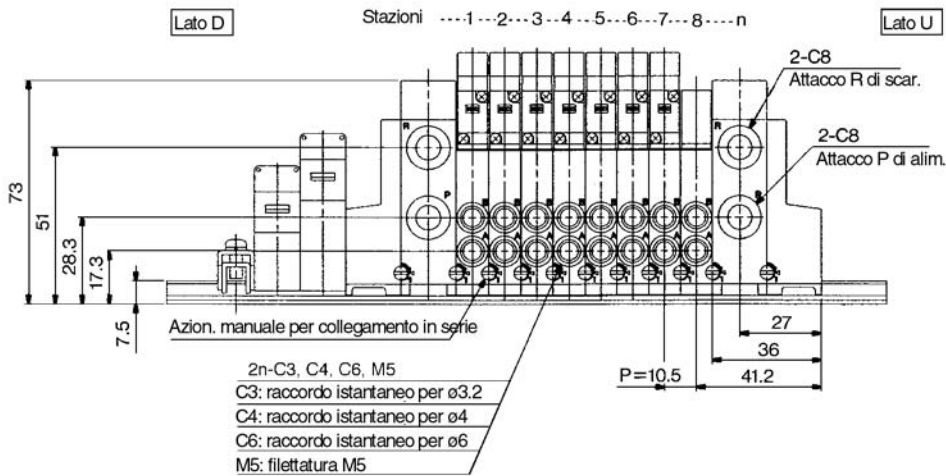 Lato D
Stazioni ----1---2---3---4---5---6---7---8----n
Lato U
2-C8
Attacco R di scar.
2-C8
Attacco P di alim.
R
R
P
P
B B B B B B B B
A A A A A A A A
73
51
28.3
17.3
7.5
Azion. manuale per collegamento in serie
27
36
P=10.5
41.2
2n-C3, C4, C6, M5
C3: raccordo istantaneo per ø3.2
C4: raccordo istantaneo per ø4
C6: raccordo istantaneo per ø6
M5: filettatura M5